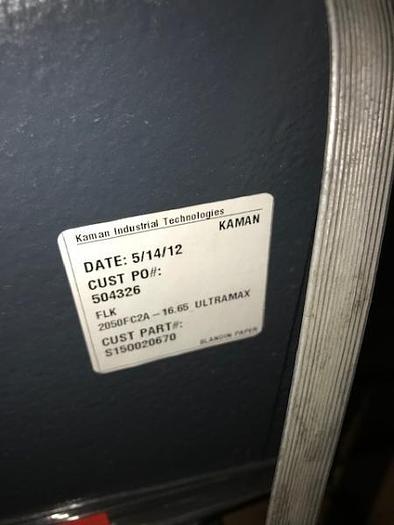 Kaman Industrial Technologies
KAMAN
DATE: 5/14/12
CUST PO#:
504326
FLK
2050FC2A-16.65 ULTRAMAX
CUST PART#:
S150020670
BLANDIN PAPER